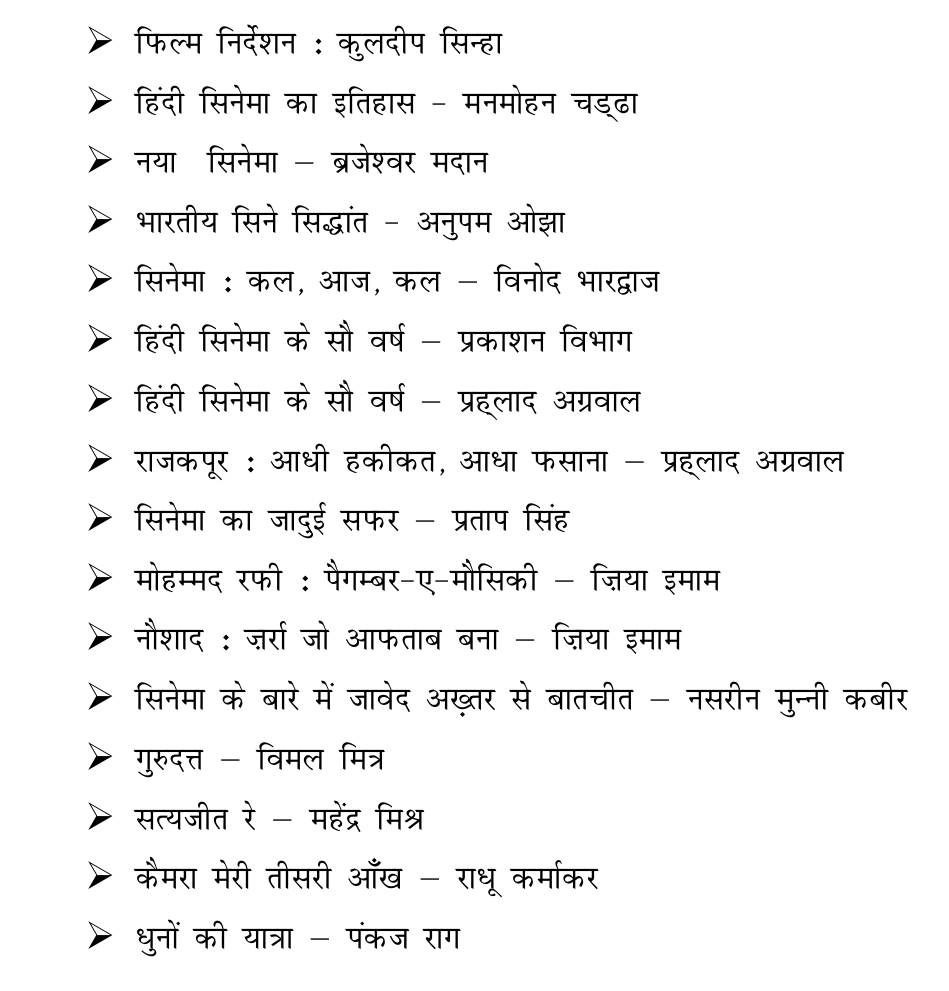 ➢ फिल्म निर्देशन : कुलदीप सिन्हा
➢ हिंदी सिनेमा का इतिहास - मनमोहन चड्ढा
➢ नया सिनेमा – ब्रजेश्वर मदान
➢ भारतीय सिने सिद्धांत - अनुपम ओझा
➢ सिनेमा : कल, आज, कल – विनोद भारद्वाज
➢ हिंदी सिनेमा के सौ वर्ष – प्रकाशन विभाग
➢ हिंदी सिनेमा के सौ वर्ष – प्रह्लाद अग्रवाल
➢ राजकपूर : आधी हकीकत, आधा फसाना – प्रह्लाद अग्रवाल
➢ सिनेमा का जादुई सफर – प्रताप सिंह
➢ मोहम्मद रफी : पैगम्बर-ए-मौसिकी – ज़िया इमाम
➢ नौशाद : ज़र्रा जो आफताब बना – ज़िया इमाम
➢ सिनेमा के बारे में जावेद अख़्तर से बातचीत – नसरीन मुन्नी कबीर
➢ गुरुदत्त – विमल मित्र
➢ सत्यजीत रे – महेंद्र मिश्र
➢ कैमरा मेरी तीसरी आँख – राधू कर्माकर
➢ धुनों की यात्रा – पंकज राग